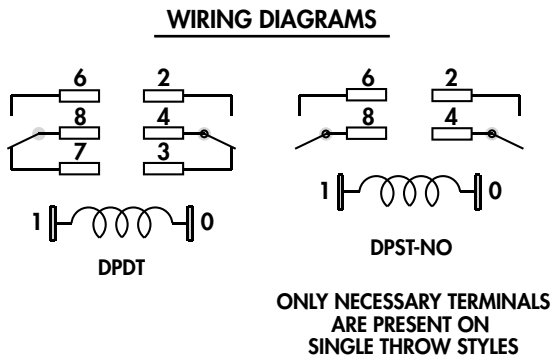 WIRING DIAGRAMS
6 2
8 4
7 3
1 0
DPDT
6 2
8 4
1 0
DPST-NO
ONLY NECESSARY TERMINALS
ARE PRESENT ON
SINGLE THROW STYLES